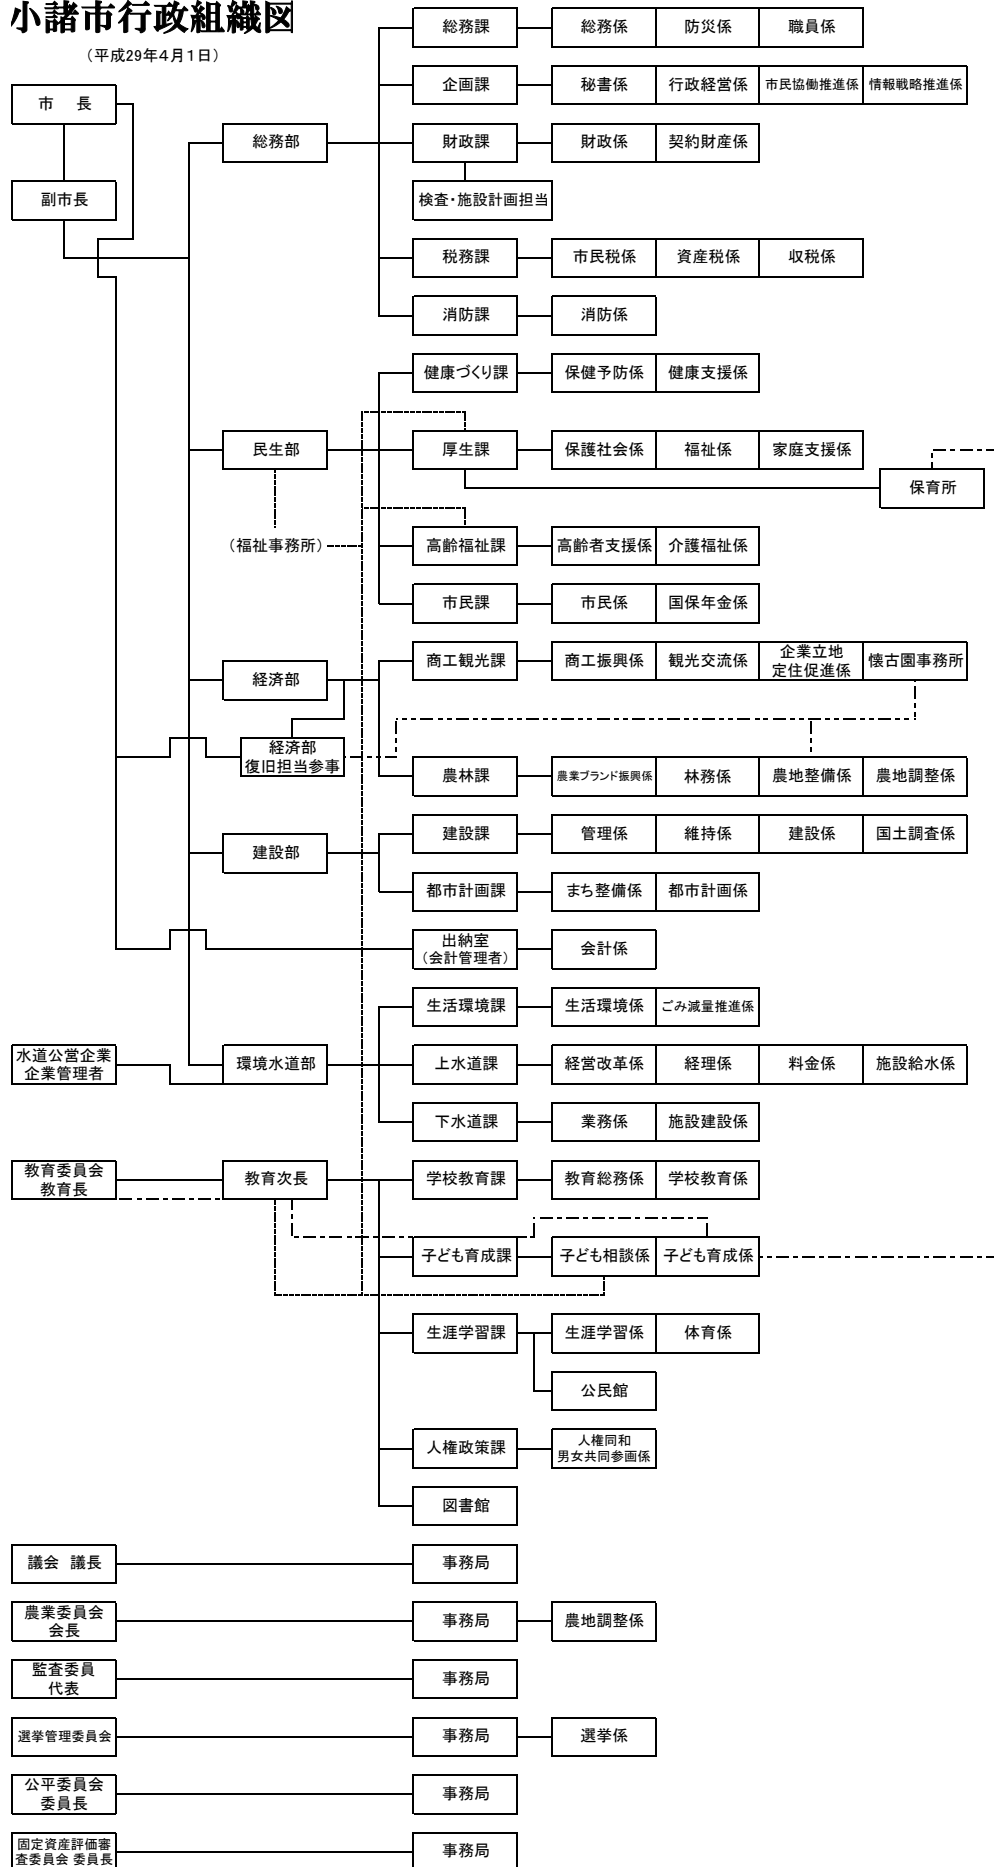 小諸市行政組織図
（平成29年4月1日）
市　長
副市長
総務部
総務課
総務係
防災係
職員係
企画課
秘書係
行政経営係
市民協働推進係
情報戦略推進係
財政課
財政係
契約財産係
検査・施設計画担当
税務課
市民税係
資産税係
収税係
消防課
消防係
民生部
（福祉事務所）
健康づくり課
保健予防係
健康支援係
厚生課
保護社会係
福祉係
家庭支援係
保育所
高齢福祉課
高齢者支援係
介護福祉係
市民課
市民係
国保年金係
経済部
経済部
復旧担当参事
商工観光課
商工振興係
観光交流係
企業立地
定住促進係
懐古園事務所
農林課
農業ブランド振興係
林務係
農地整備係
農地調整係
建設部
建設課
管理係
維持係
建設係
国土調査係
都市計画課
まち整備係
都市計画係
出納室
（会計管理者）
会計係
水道公営企業
企業管理者
環境水道部
生活環境課
生活環境係
ごみ減量推進係
上水道課
経営改革係
経理係
料金係
施設給水係
下水道課
業務係
施設建設係
教育委員会
教育長
教育次長
学校教育課
教育総務係
学校教育係
子ども育成課
子ども相談係
子ども育成係
生涯学習課
生涯学習係
体育係
公民館
人権政策課
人権同和
男女共同参画係
図書館
議会　議長
事務局
農業委員会
会長
事務局
農地調整係
監査委員
代表
事務局
選挙管理委員会
事務局
選挙係
公平委員会
委員長
事務局
固定資産評価審
査委員会 委員長
事務局